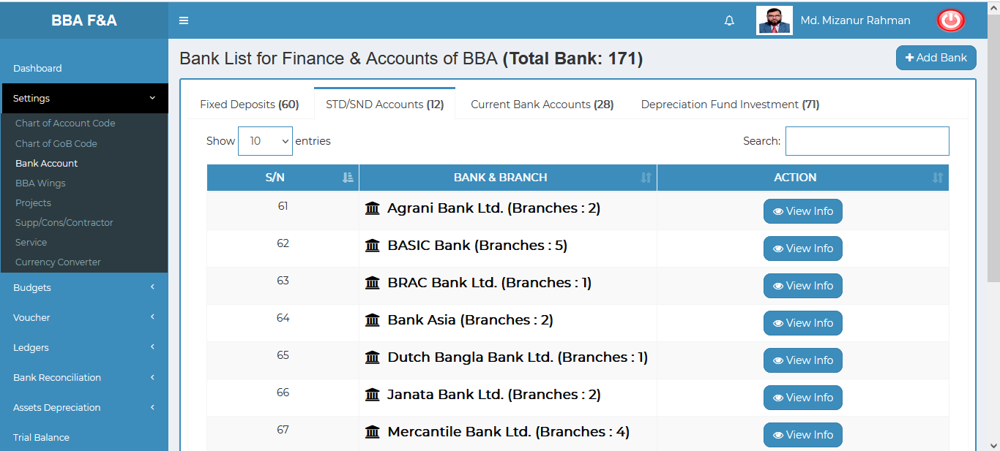 BBA F&A
Md. Mizanur Rahman
Dashboard
Settings
Chart of Account Code
Chart of GoB Code
Bank Account
BBA Wings
Projects
Supp/Cons/Contractor
Service
Currency Converter
Budgets
Voucher
Ledgers
Bank Reconciliation
Assets Depreciation
Trial Balance
Bank List for Finance & Accounts of BBA (Total Bank: 171)
Add Bank
Fixed Deposits (60) STD/SND Accounts (12) Current Bank Accounts (28) Depreciation Fund Investment (71)
Show 10 entries Search:
S/N BANK & BRANCH ACTION
61 Agrani Bank Ltd. (Branches : 2) View Info
62 BASIC Bank (Branches : 5) View Info
63 BRAC Bank Ltd. (Branches : 1) View Info
64 Bank Asia (Branches : 2) View Info
65 Dutch Bangla Bank Ltd. (Branches : 1) View Info
66 Janata Bank Ltd. (Branches : 2) View Info
67 Mercantile Bank Ltd. (Branches : 4) View Info